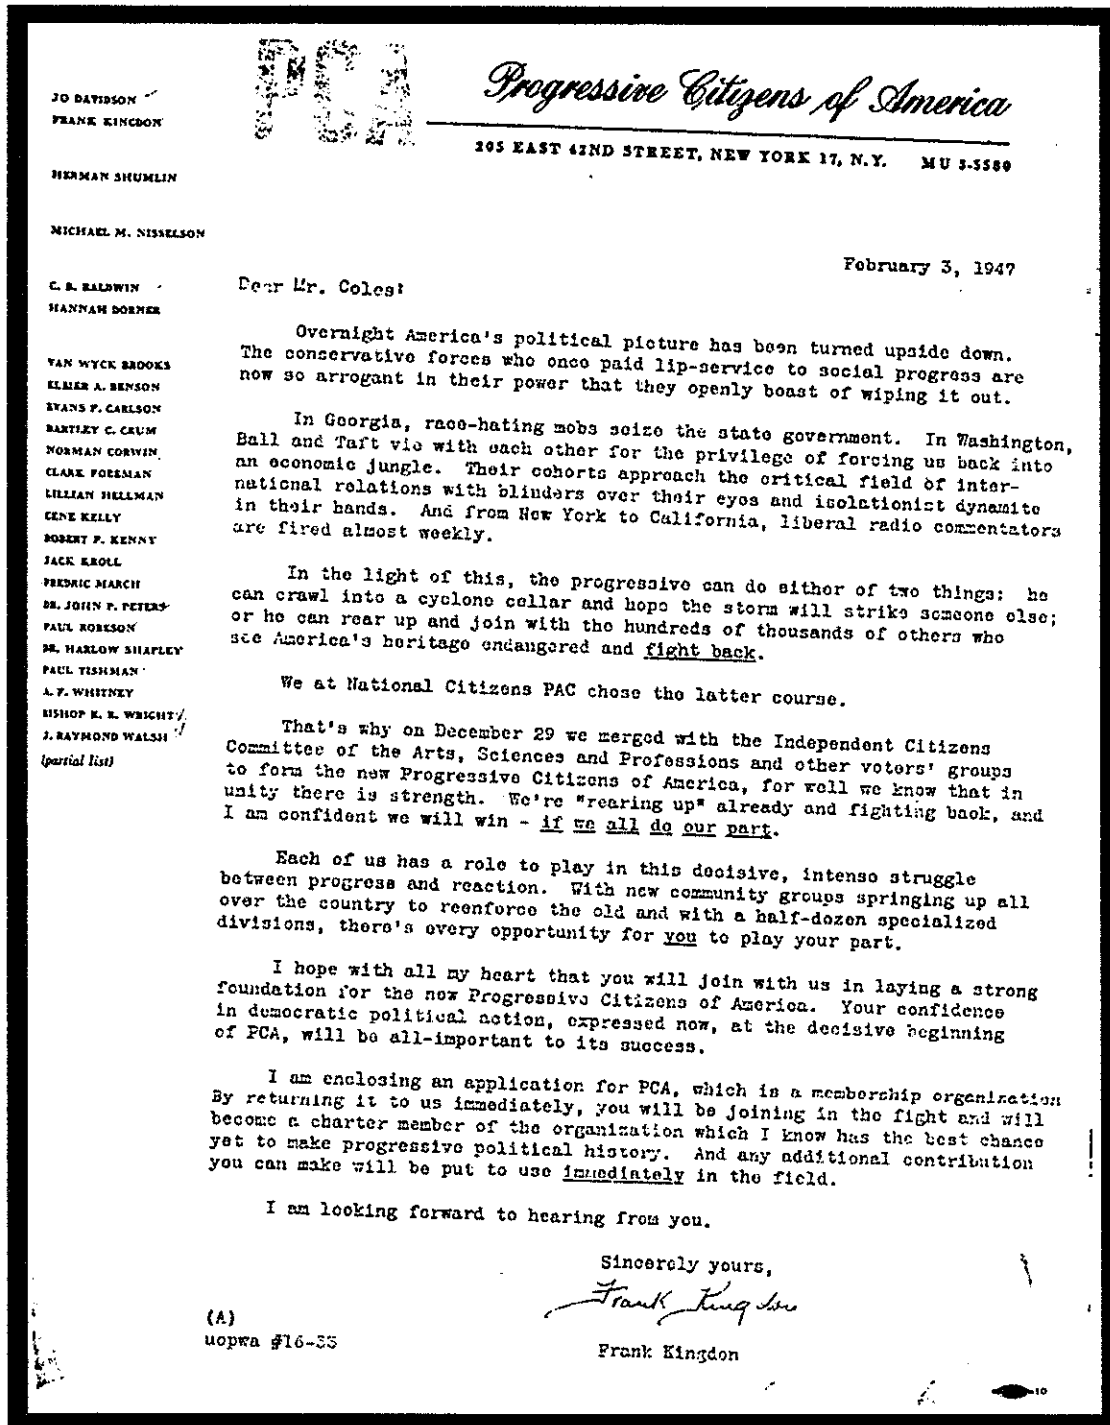 PCA
Progressive Citizens of America
205 EAST 42ND STREET, NEW YORK 17, N.Y. MU 3-5580
JO DAVIDSON
FRANK KINGDON
HERMAN SHUMLIN
MICHAEL M. NISSELSON
C. B. BALDWIN
HANNAH DORNER
VAN WYCK BROOKS
ELMER A. BENSON
EVANS F. CARLSON
BARTLEY C. CRUM
NORMAN CORWIN
CLARK FOREMAN
LILLIAN HELLMAN
GENE KELLY
ROBERT P. KENNY
JACK KROLL
FREDRIC MARCH
DR. JOHN P. PETERS
PAUL ROBESON
DR. HARLOW SHAPLEY
PAUL TISHMAN
A. F. WHITNEY
BISHOP R. R. WRIGHT
J. RAYMOND WALSH
(partial list)
February 3, 1947
Dear Mr. Coles:
Overnight America's political picture has been turned upside down.
The conservative forces who once paid lip-service to social progress are
now so arrogant in their power that they openly boast of wiping it out.
In Georgia, race-hating mobs seize the state government. In Washington,
Ball and Taft vie with each other for the privilege of forcing us back into
an economic jungle. Their cohorts approach the critical field of inter-
national relations with blinders over their eyes and isolationist dynamite
in their hands. And from New York to California, liberal radio commentators
are fired almost weekly.
In the light of this, the progressive can do either of two things: he
can crawl into a cyclone cellar and hope the storm will strike someone else;
or he can rear up and join with the hundreds of thousands of others who
see America's heritage endangered and fight back.
We at National Citizens PAC chose the latter course.
That's why on December 29 we merged with the Independent Citizens
Committee of the Arts, Sciences and Professions and other voters' groups
to form the new Progressive Citizens of America, for well we know that in
unity there is strength. We're "rearing up" already and fighting back, and
I am confident we will win - if we all do our part.
Each of us has a role to play in this decisive, intense struggle
between progress and reaction. With new community groups springing up all
over the country to reenforce the old and with a half-dozen specialized
divisions, there's every opportunity for you to play your part.
I hope with all my heart that you will join with us in laying a strong
foundation for the new Progressive Citizens of America. Your confidence
in democratic political action, expressed now, at the decisive beginning
of PCA, will be all-important to its success.
I am enclosing an application for PCA, which is a membership organization
By returning it to us immediately, you will be joining in the fight and will
become a charter member of the organization which I know has the best chance
yet to make progressive political history. And any additional contribution
you can make will be put to use immediately in the field.
I am looking forward to hearing from you.
Sincerely yours,
Frank Kingdon
Frank Kingdon
(A)
uopwa #16-35
10